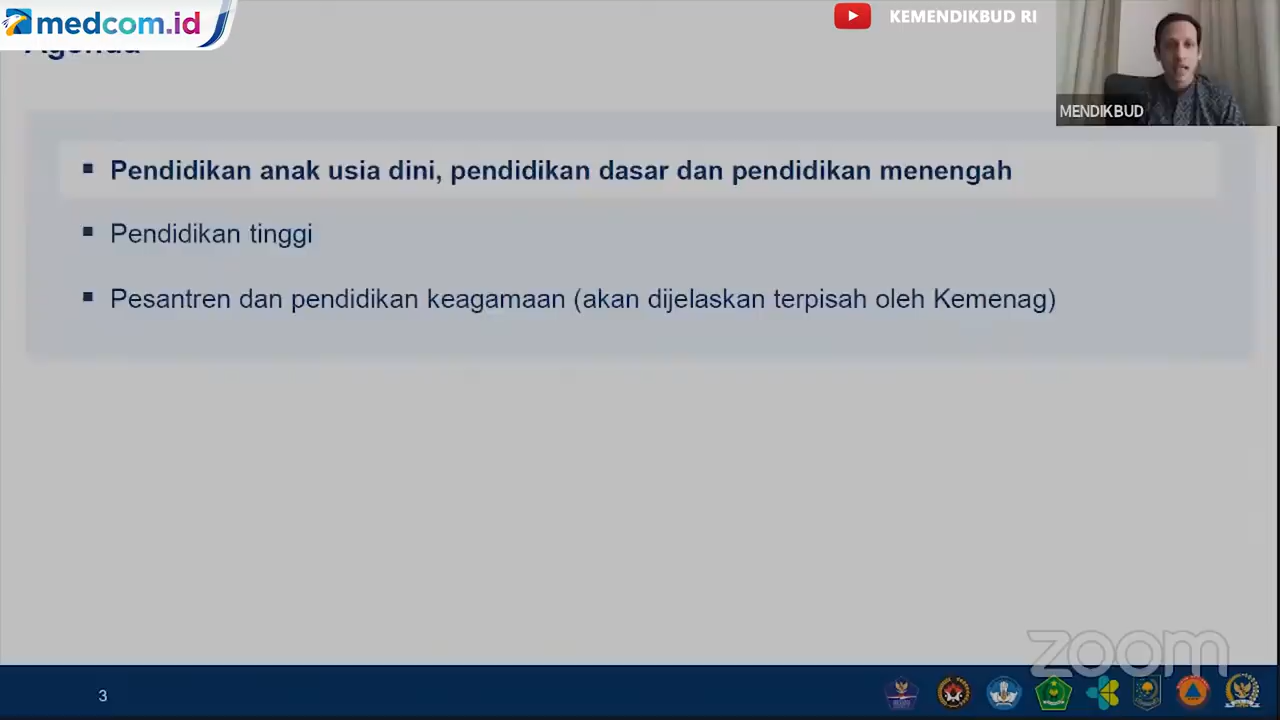 medcom.id
KEMENDIKBUD RI
Agenda
MENDIKBUD
▪ Pendidikan anak usia dini, pendidikan dasar dan pendidikan menengah
▪ Pendidikan tinggi
▪ Pesantren dan pendidikan keagamaan (akan dijelaskan terpisah oleh Kemenag)
zoom
3